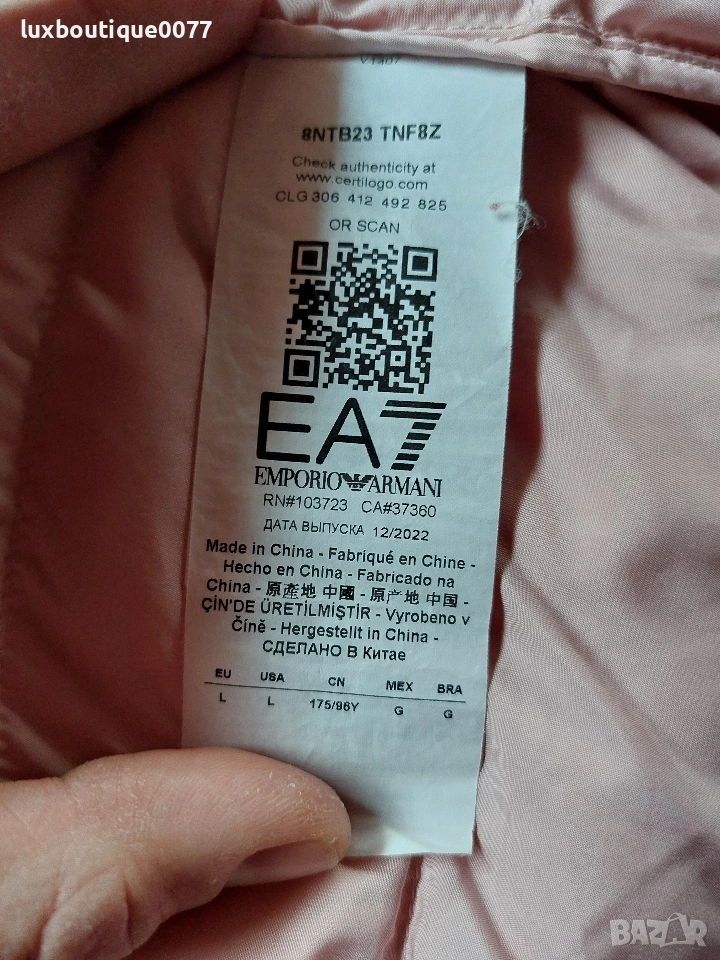 luxboutique0077
V1407
8NTB23 TNF8Z
Check authenticity at
www.certilogo.com
CLG 306 412 492 825
OR SCAN
EA7
EMPORIO ARMANI
RN#103723 CA#37360
ДАТА ВЫПУСКА 12/2022
Made in China - Fabriqué en Chine -
Hecho en China - Fabricado na
China - 原產地 中國 - 原产地 中国 -
ÇİN'DE ÜRETİLMİŞTİR - Vyrobeno v
Číně - Hergestellt in China -
СДЕЛАНО В Китае
EU USA CN MEX BRA
L L 175/96Y G G
BAZAR